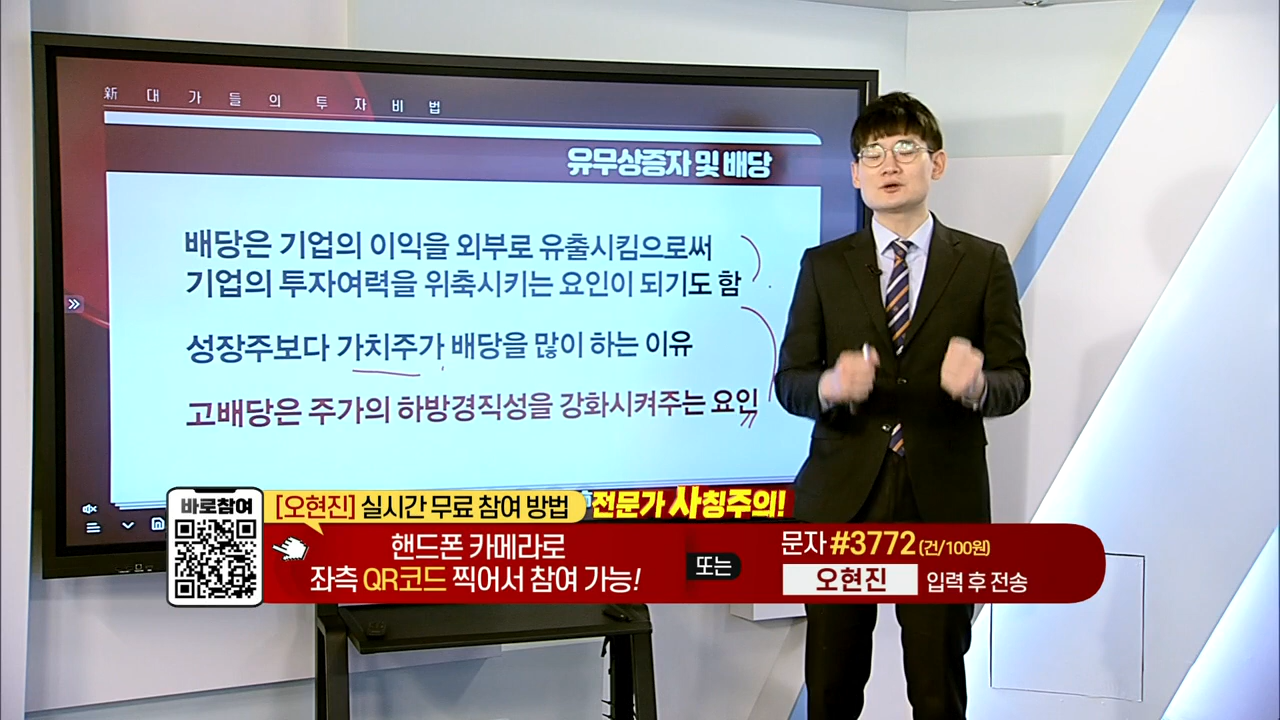 新대가들의 투자비법
유무상증자 및 배당
배당은 기업의 이익을 외부로 유출시킴으로써
기업의 투자여력을 위축시키는 요인이 되기도 함
성장주보다 가치주가 배당을 많이 하는 이유
고배당은 주가의 하방경직성을 강화시켜주는 요인
바로참여
[오현진] 실시간 무료 참여 방법
전문가 사칭주의!
핸드폰 카메라로
좌측 QR코드 찍어서 참여 가능!
또는
문자 #3772 (건/100원)
오현진 입력 후 전송